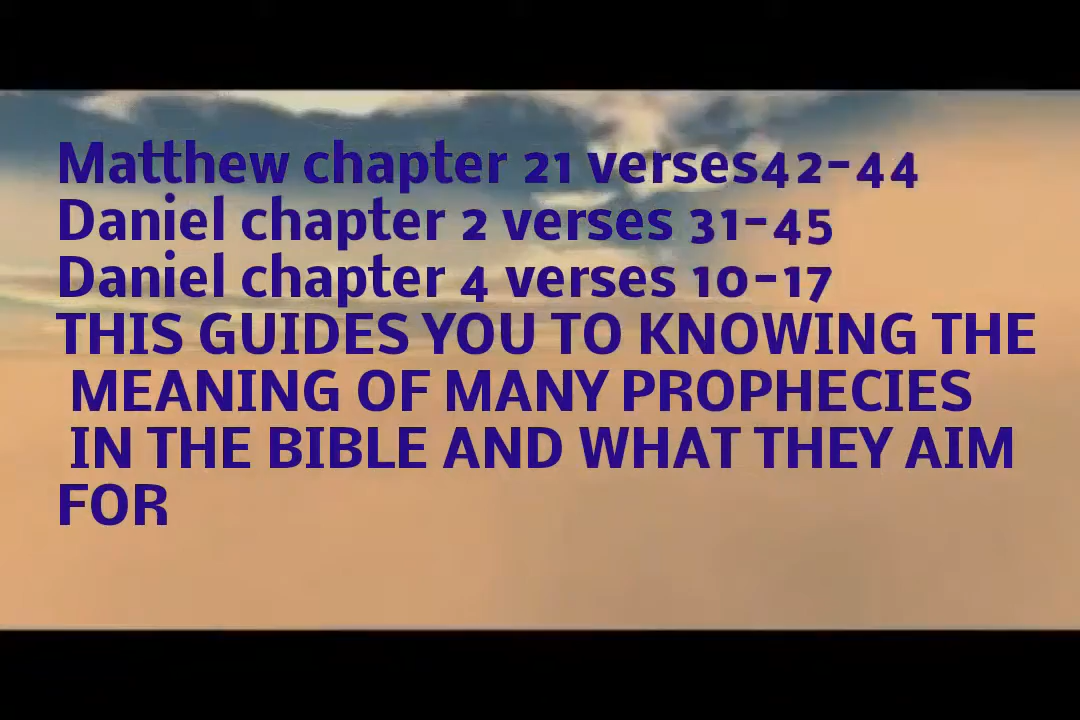 Matthew chapter 21 verses42-44
Daniel chapter 2 verses 31-45
Daniel chapter 4 verses 10-17
THIS GUIDES YOU TO KNOWING THE
MEANING OF MANY PROPHECIES
IN THE BIBLE AND WHAT THEY AIM
FOR